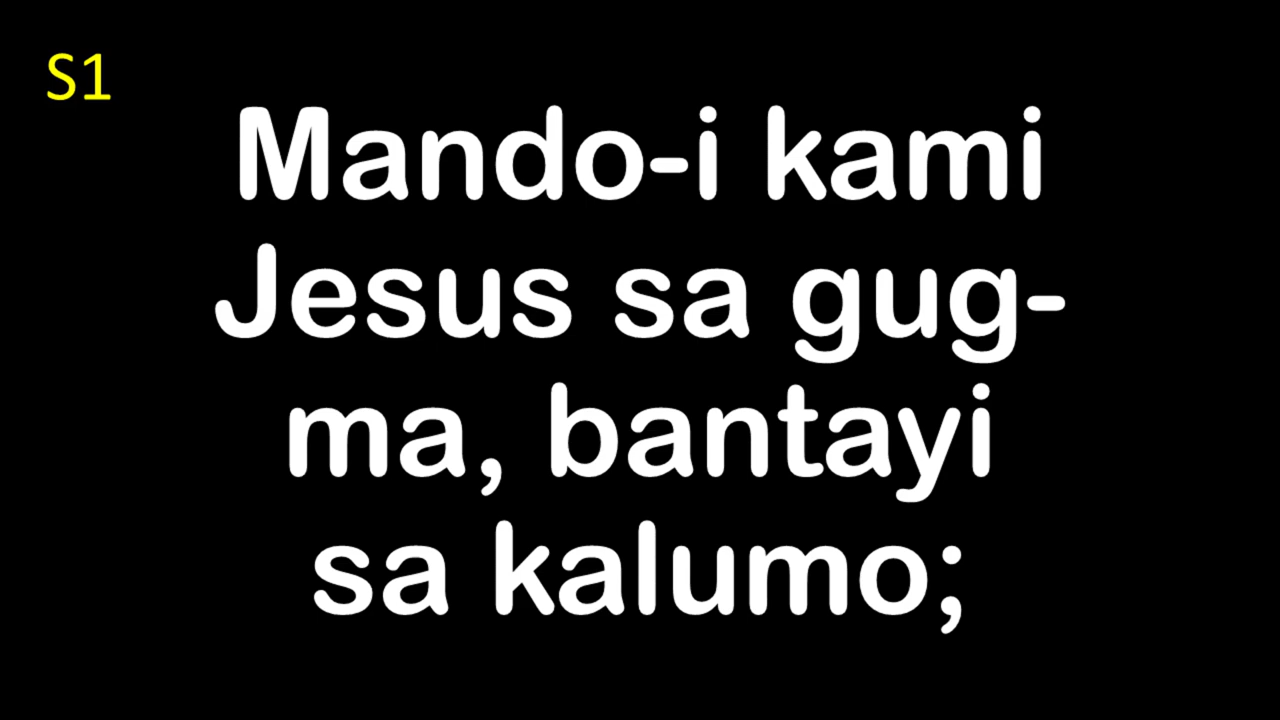 S1
Mando-i kami
Jesus sa gug-
ma, bantayi
sa kalumo;